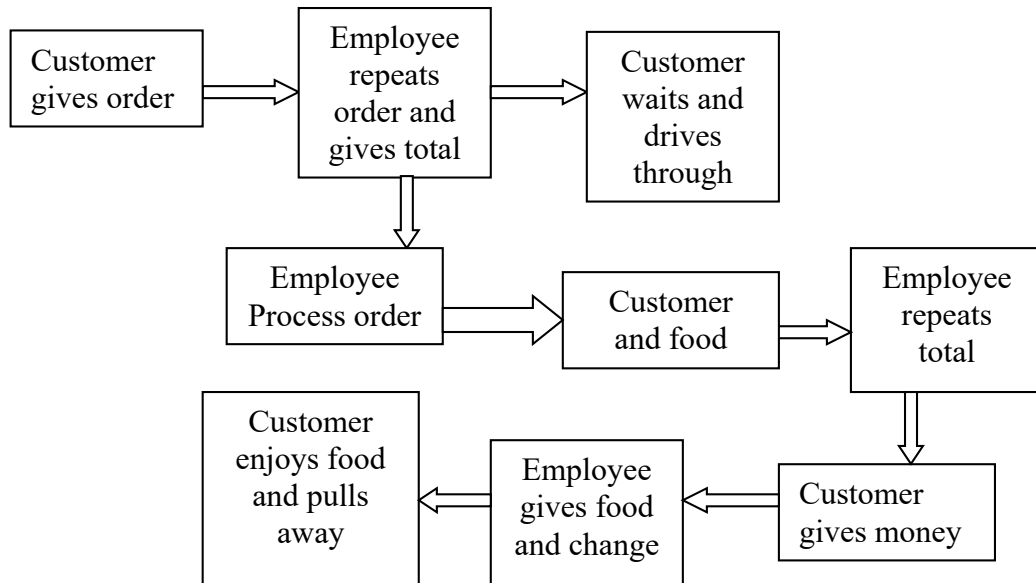 Customer
gives order
Employee
repeats
order and
gives total
Customer
waits and
drives
through
Employee
Process order
Customer
and food
Employee
repeats
total
Customer
gives money
Employee
gives food
and change
Customer
enjoys food
and pulls
away